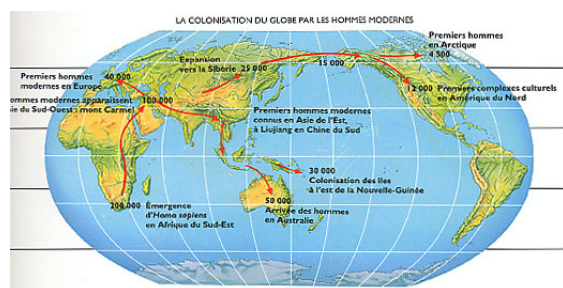 LA COLONISATION DU GLOBE PAR LES HOMMES MODERNES
Premiers hommes
en Arctique
4 500
Expansion
vers la Sibérie
25 000
15 000
Premiers hommes
modernes en Europe
40 000
12 000
Premiers complexes culturels
en Amérique du Nord
ommes modernes apparaissent
ie du Sud-Ouest : mont Carmel
100 000
Premiers hommes modernes
connus en Asie de l'Est,
à Liujiang en Chine du Sud
30 000
Colonisation des îles
à l'est de la Nouvelle-Guinée
200 000
Émergence
d'Homo sapiens
en Afrique du Sud-Est
50 000
Arrivée des hommes
en Australie